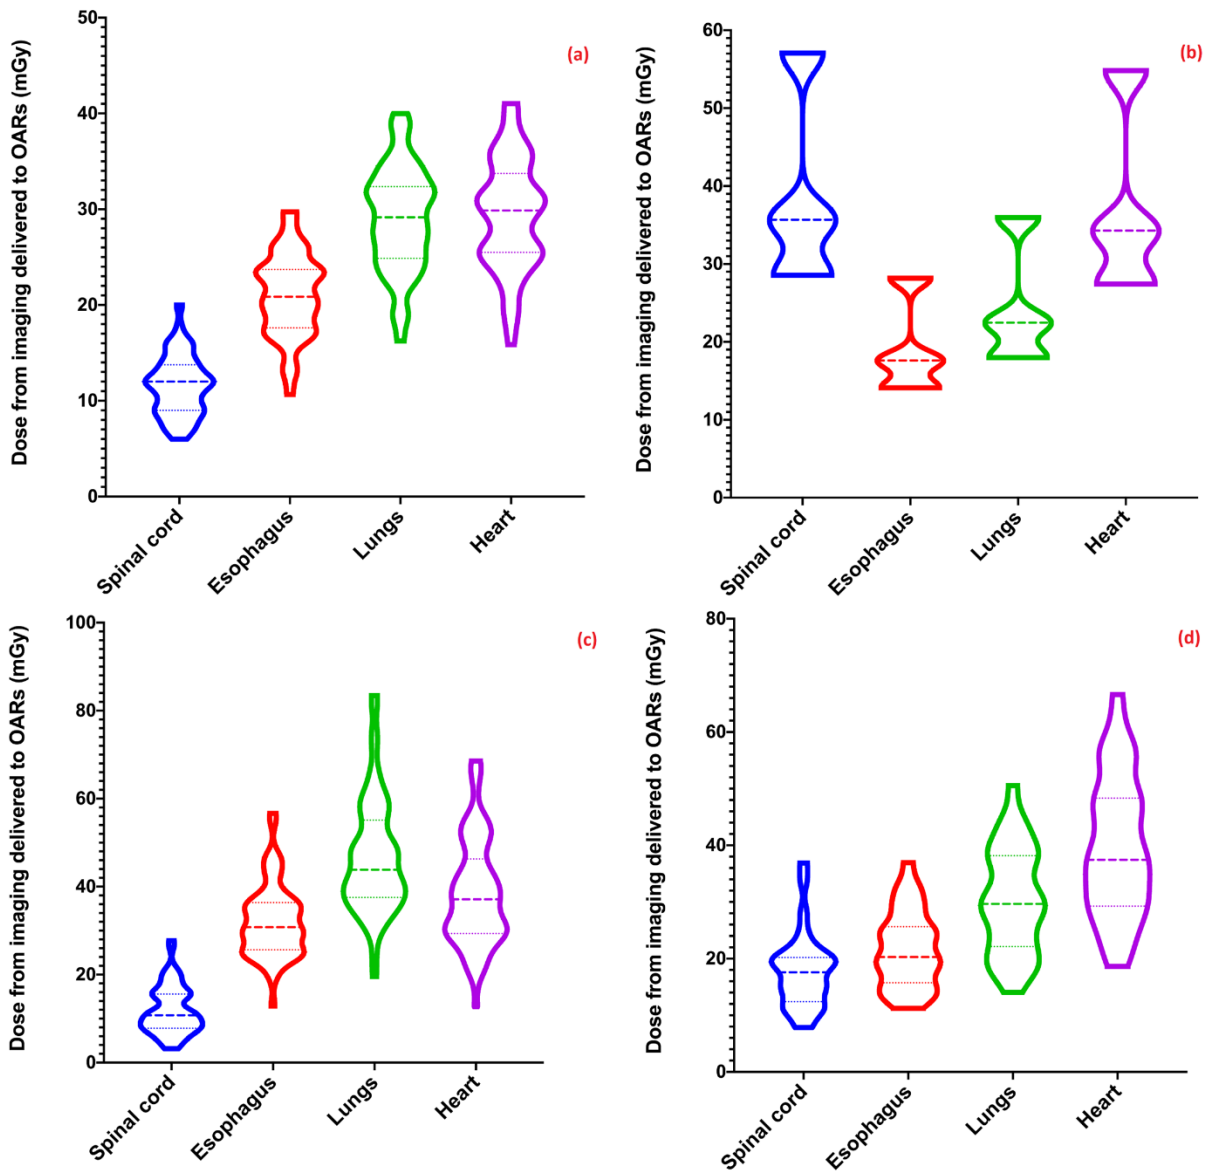 Dose from imaging delivered to OARs (mGy)
50
40
30
20
10
0
(a)
Spinal cord
Esophagus
Lungs
Heart
Dose from imaging delivered to OARs (mGy)
60
50
40
30
20
10
0
(b)
Spinal cord
Esophagus
Lungs
Heart
Dose from imaging delivered to OARs (mGy)
100
80
60
40
20
0
(c)
Spinal cord
Esophagus
Lungs
Heart
Dose from imaging delivered to OARs (mGy)
80
60
40
20
0
(d)
Spinal cord
Esophagus
Lungs
Heart